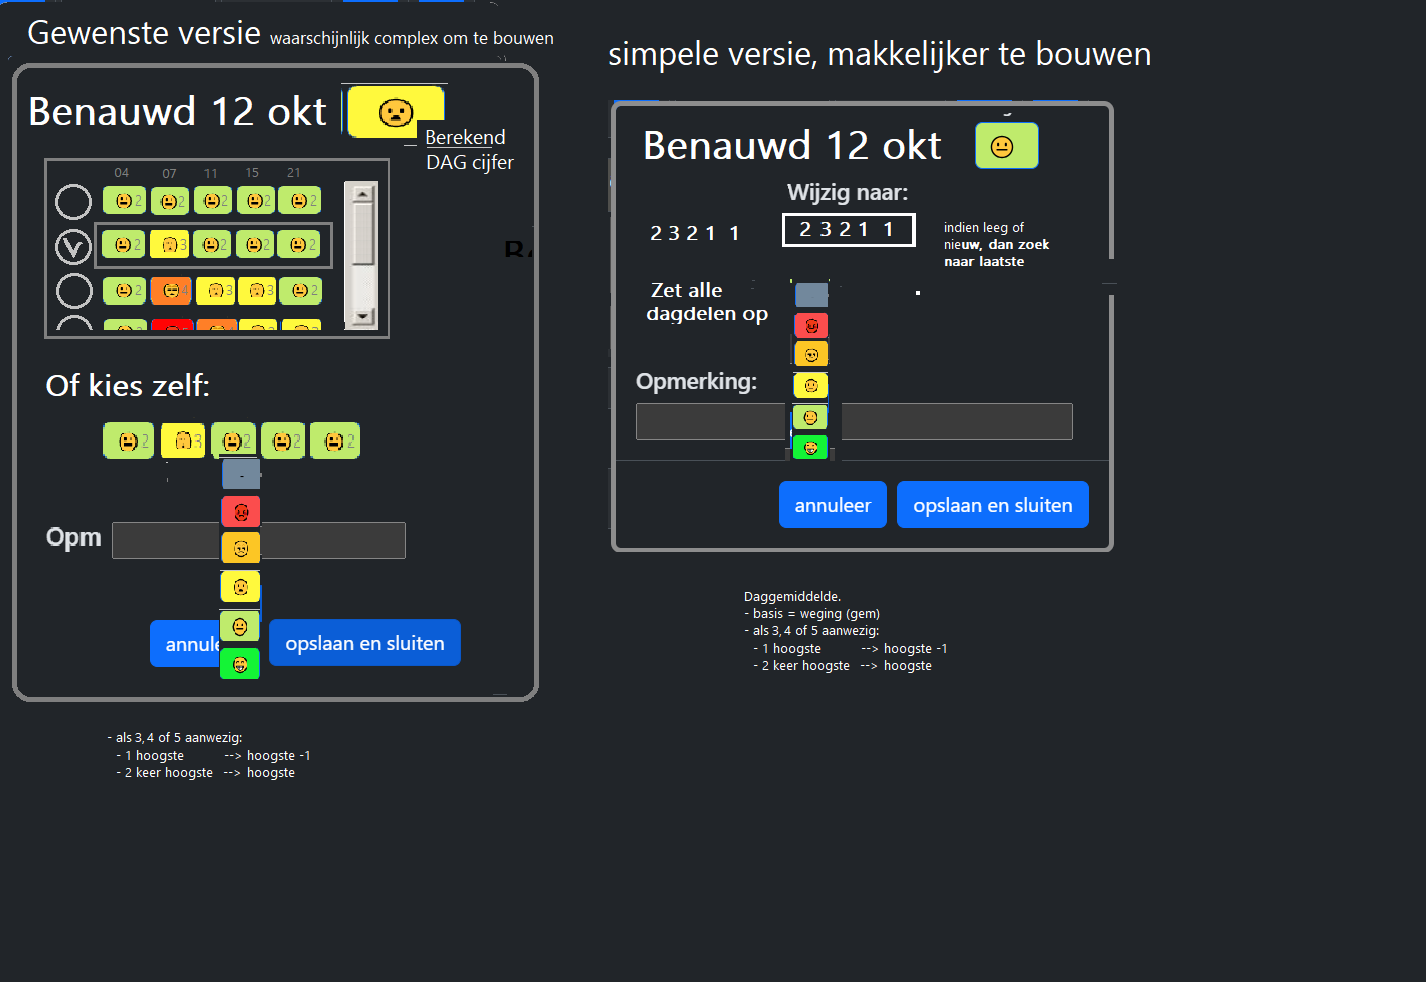 Gewenste versie waarschijnlijk complex om te bouwen
Benauwd 12 okt
Berekend
DAG cijfer
04 07 11 15 21
2 2 2 2 2
2 3 2 2 2
2 4 3 3 2
Of kies zelf:
2 3 2 2 2
-
Opm
annule
opslaan en sluiten
- als 3, 4 of 5 aanwezig:
- 1 hoogste --> hoogste -1
- 2 keer hoogste --> hoogste
simpele versie, makkelijker te bouwen
Benauwd 12 okt
Wijzig naar:
2 3 2 1 1
2 3 2 1 1
indien leeg of
nieuw, dan zoek
naar laatste
Zet alle
dagdelen op
Opmerking:
annuleer
opslaan en sluiten
Daggemiddelde.
- basis = weging (gem)
- als 3, 4 of 5 aanwezig:
- 1 hoogste --> hoogste -1
- 2 keer hoogste --> hoogste